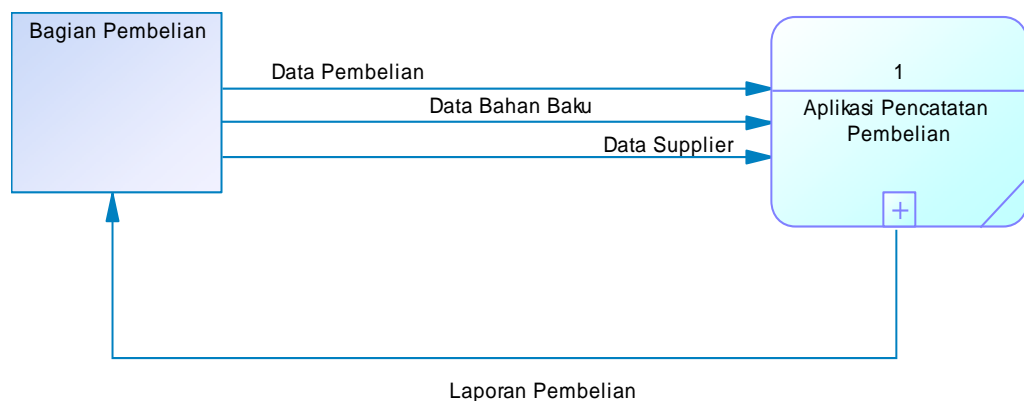 Bagian Pembelian
Data Pembelian
1
Data Bahan Baku
Aplikasi Pencatatan
Pembelian
Data Supplier
+
Laporan Pembelian